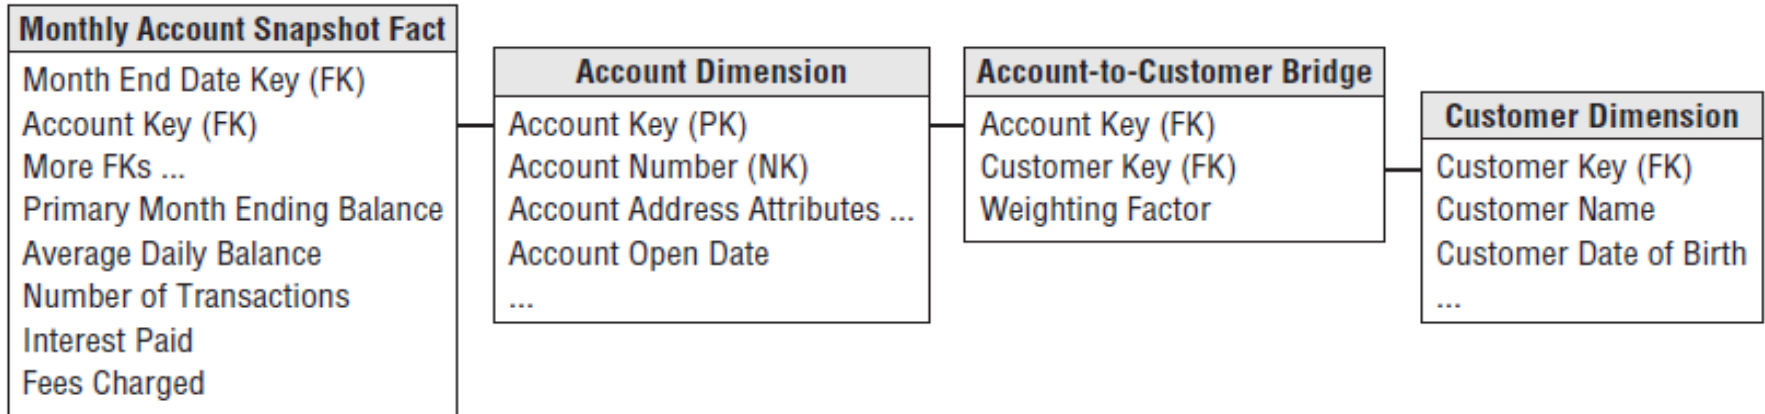 Monthly Account Snapshot Fact
Month End Date Key (FK)
Account Key (FK)
More FKs ...
Primary Month Ending Balance
Average Daily Balance
Number of Transactions
Interest Paid
Fees Charged
Account Dimension
Account Key (PK)
Account Number (NK)
Account Address Attributes ...
Account Open Date
...
Account-to-Customer Bridge
Account Key (FK)
Customer Key (FK)
Weighting Factor
Customer Dimension
Customer Key (FK)
Customer Name
Customer Date of Birth
...